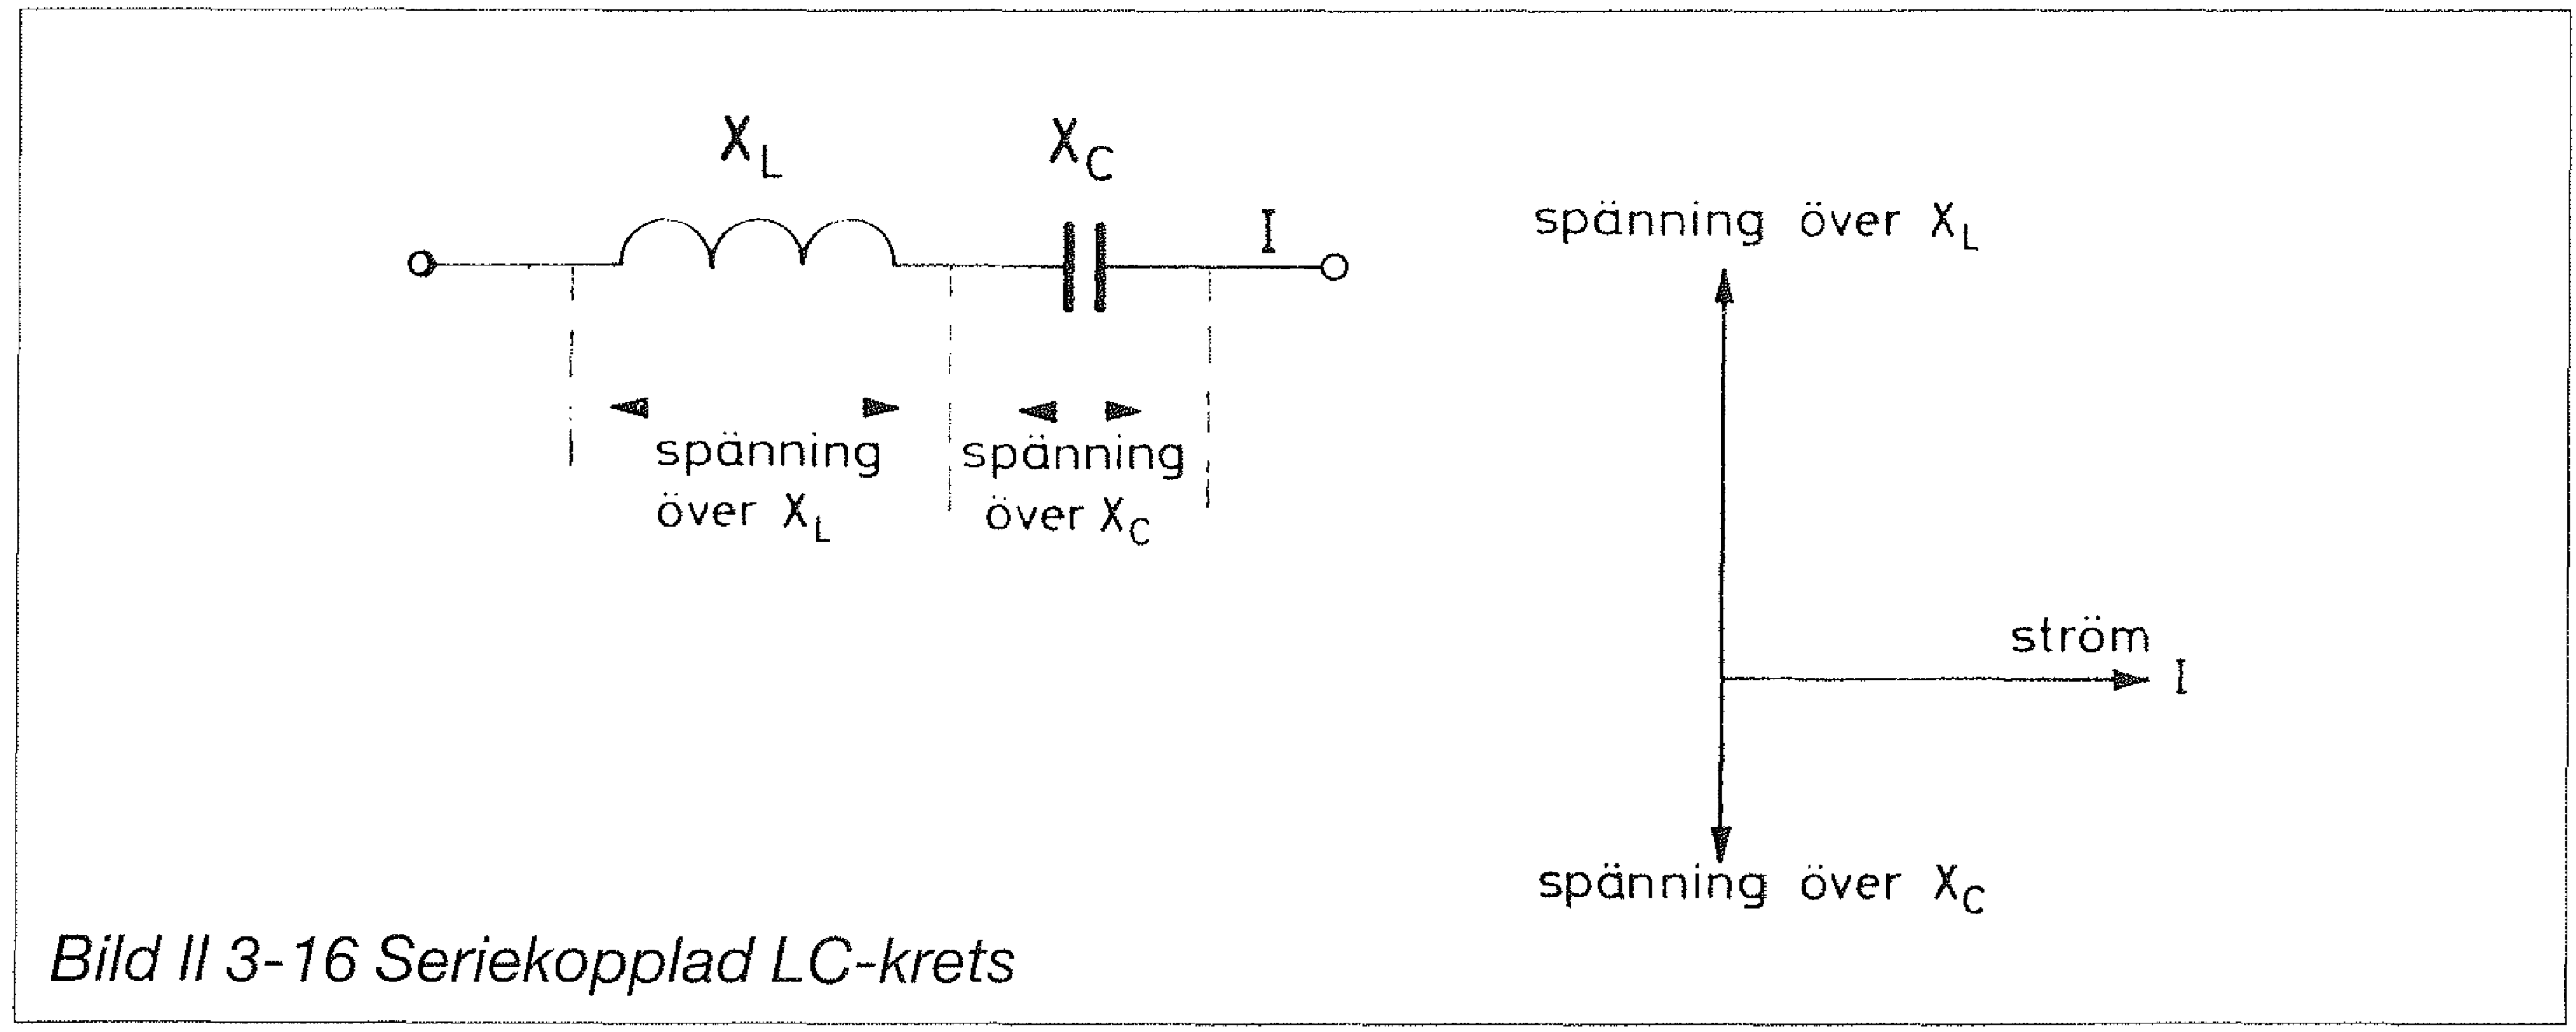 X_L
X_C
I
spänning
över X_L
spänning
över X_C
spänning över X_L
ström
I
spänning över X_C
Bild II 3-16 Seriekopplad LC-krets